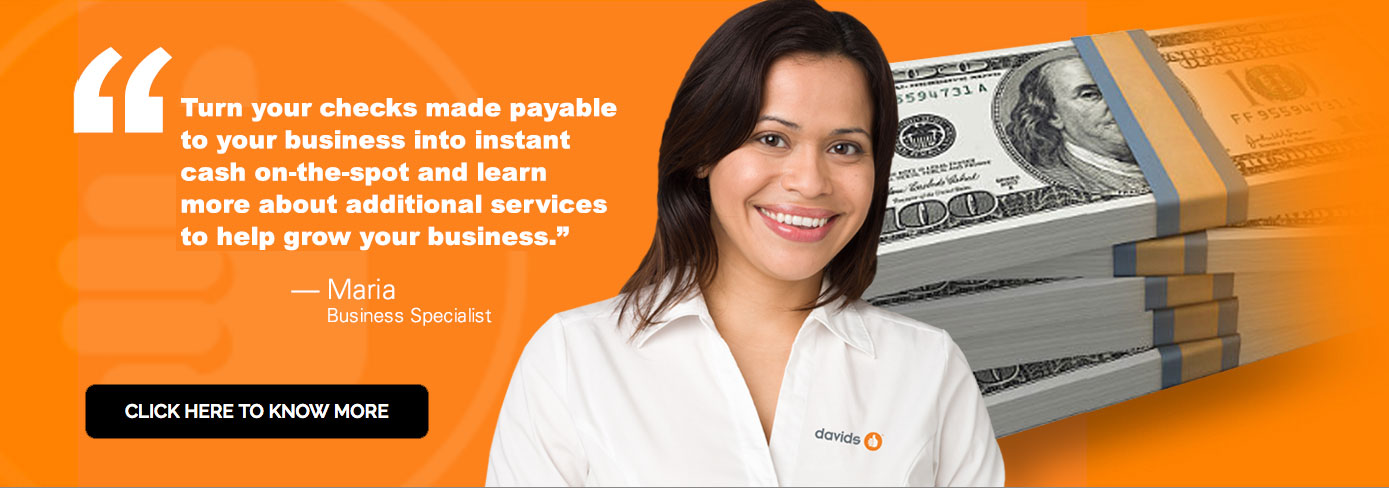 “Turn your checks made payable
to your business into instant
cash on-the-spot and learn
more about additional services
to help grow your business.”
— Maria
Business Specialist
CLICK HERE TO KNOW MORE
davids
100